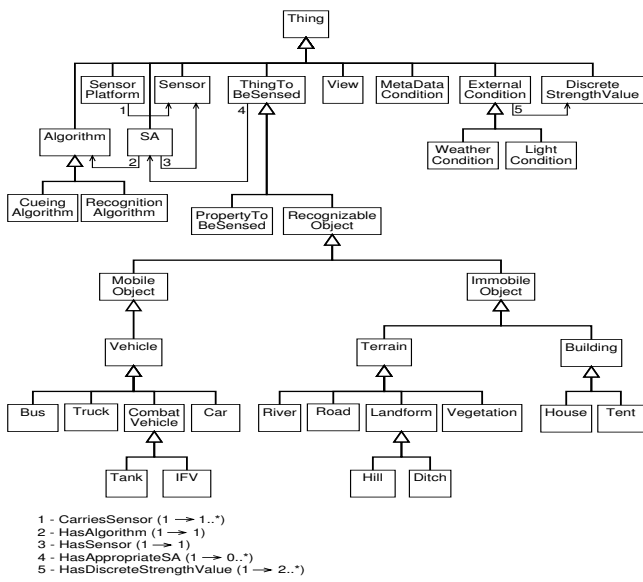 Thing
Sensor
Platform
Sensor
ThingTo
BeSensed
View
MetaData
Condition
External
Condition
Discrete
StrengthValue
1
4
5
Algorithm
SA
2
3
Weather
Condition
Light
Condition
Cueing
Algorithm
Recognition
Algorithm
PropertyTo
BeSensed
Recognizable
Object
Mobile
Object
Immobile
Object
Vehicle
Terrain
Building
Bus
Truck
Combat
Vehicle
Car
River
Road
Landform
Vegetation
House
Tent
Tank
IFV
Hill
Ditch
1 - CarriesSensor (1 → 1..*)
2 - HasAlgorithm (1 → 1)
3 - HasSensor (1 → 1)
4 - HasAppropriateSA (1 → 0..*)
5 - HasDiscreteStrengthValue (1 → 2..*)